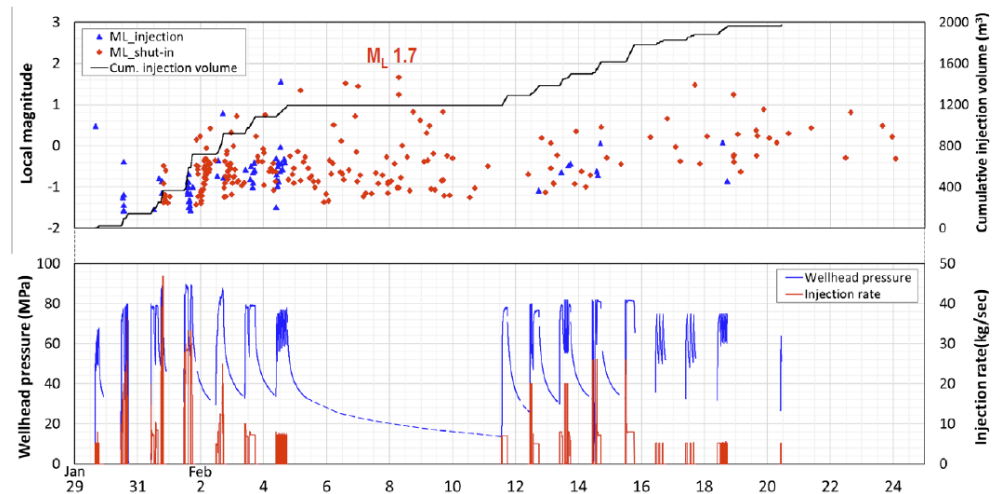 3
2
1
0
-1
-2
Local magnitude
ML_injection
ML_shut-in
Cum. injection volume
ML 1.7
2000
1600
1200
800
400
0
Cumulative Injection volume (m³)
100
80
60
40
20
0
Wellhead pressure (MPa)
Wellhead pressure
Injection rate
50
40
30
20
10
0
Injection rate(kg/sec)
Jan Feb
29 31 2 4 6 8 10 12 14 16 18 20 22 24